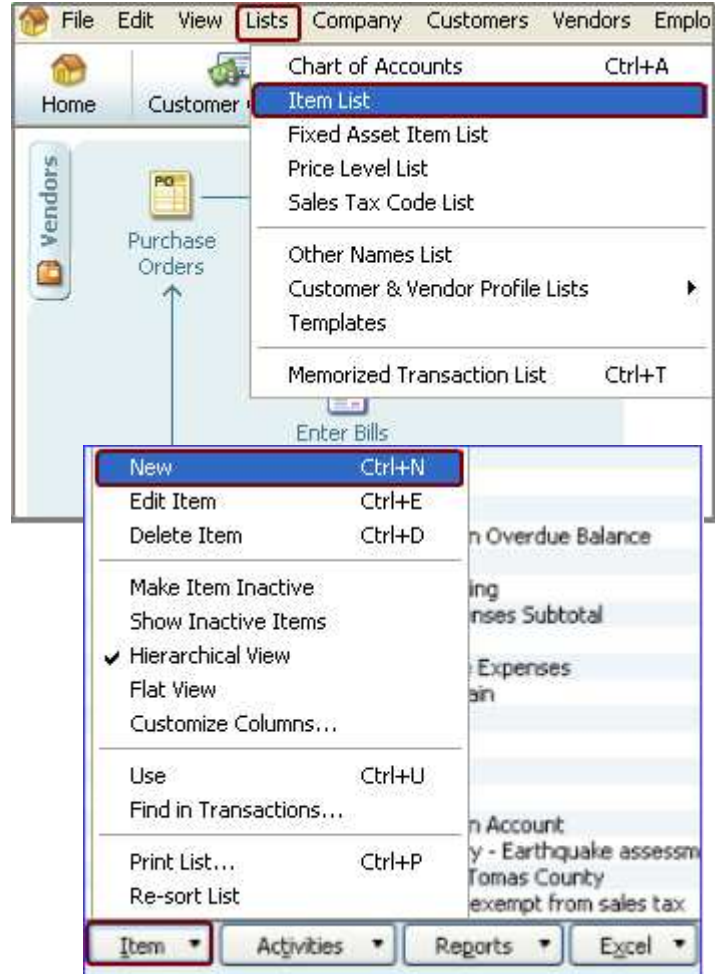 File Edit View Lists Company Customers Vendors Emplo
Home Customer
Chart of Accounts Ctrl+A
Item List
Fixed Asset Item List
Price Level List
Sales Tax Code List
Other Names List
Customer & Vendor Profile Lists
Templates
Memorized Transaction List Ctrl+T
Vendors
PO
Purchase
Orders
Enter Bills
New Ctrl+N
Edit Item Ctrl+E
Delete Item Ctrl+D
n Overdue Balance
Make Item Inactive
ing
Show Inactive Items
nses Subtotal
Hierarchical View
Expenses
Flat View
ain
Customize Columns...
Use Ctrl+U
Find in Transactions...
n Account
Print List... Ctrl+P
y - Earthquake assessm
Tomas County
Re-sort List
exempt from sales tax
Item Activities Reports Excel